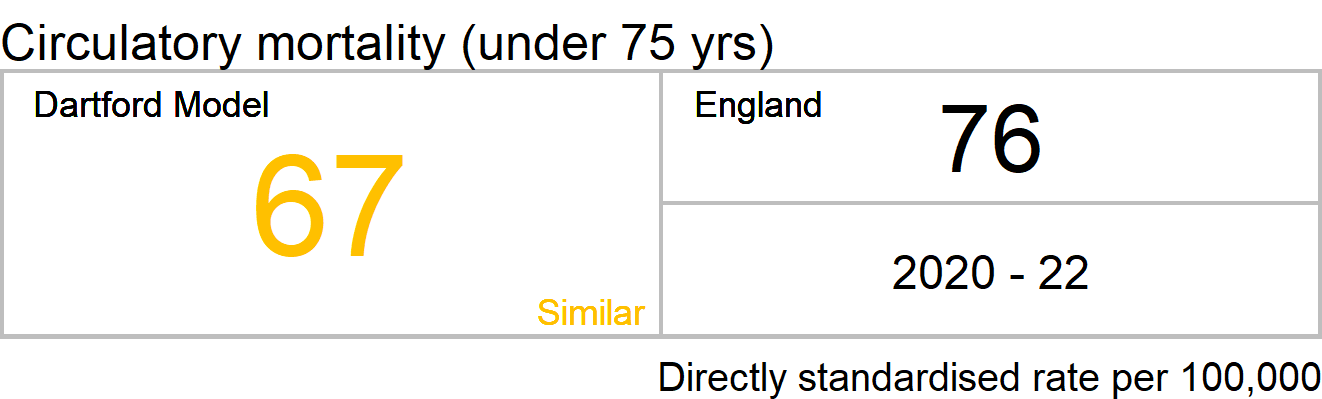 Circulatory mortality (under 75 yrs)
Dartford Model
67
Similar
England
76
2020 - 22
Directly standardised rate per 100,000